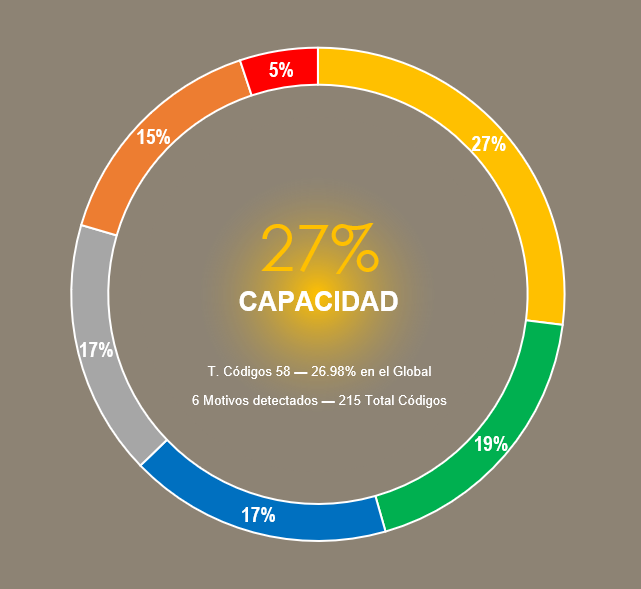 5%
27%
15%
27%
CAPACIDAD
17%
T. Códigos 58 — 26.98% en el Global
6 Motivos detectados — 215 Total Códigos
19%
17%